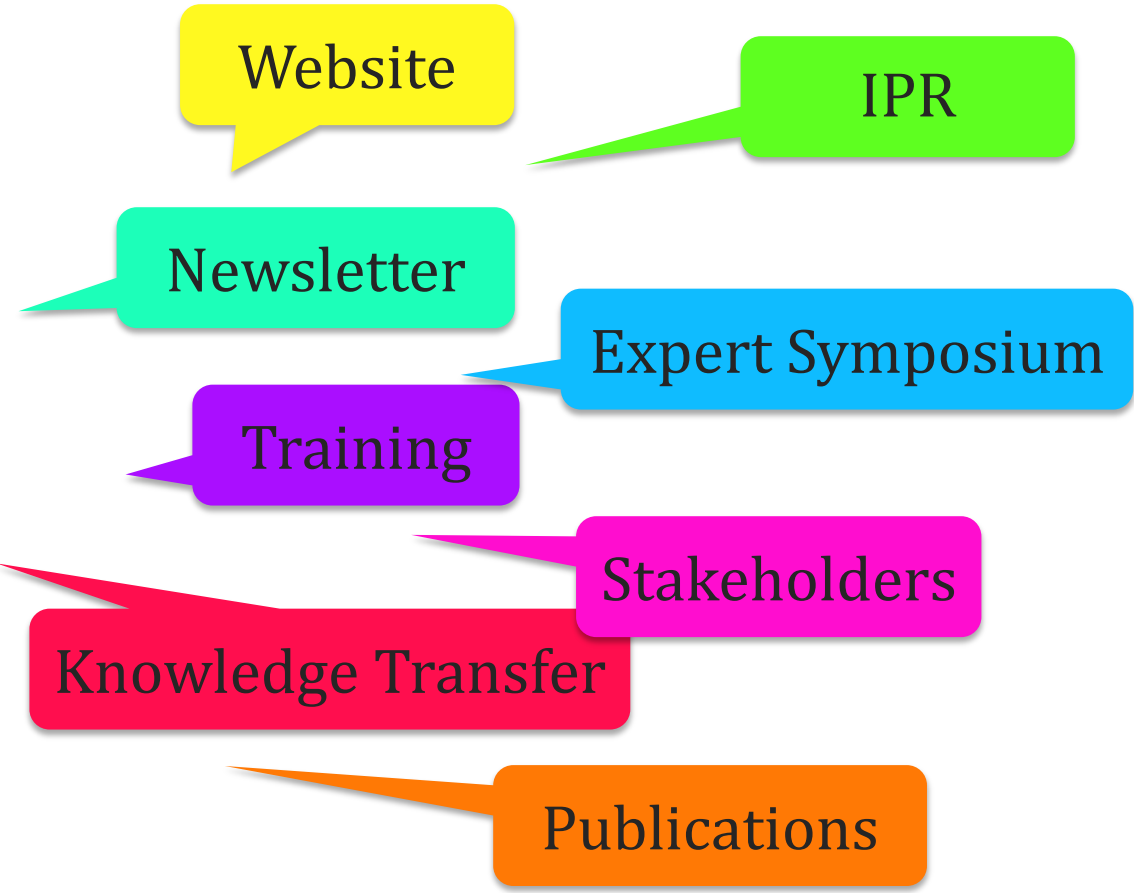 Website
IPR
Newsletter
Expert Symposium
Training
Stakeholders
Knowledge Transfer
Publications